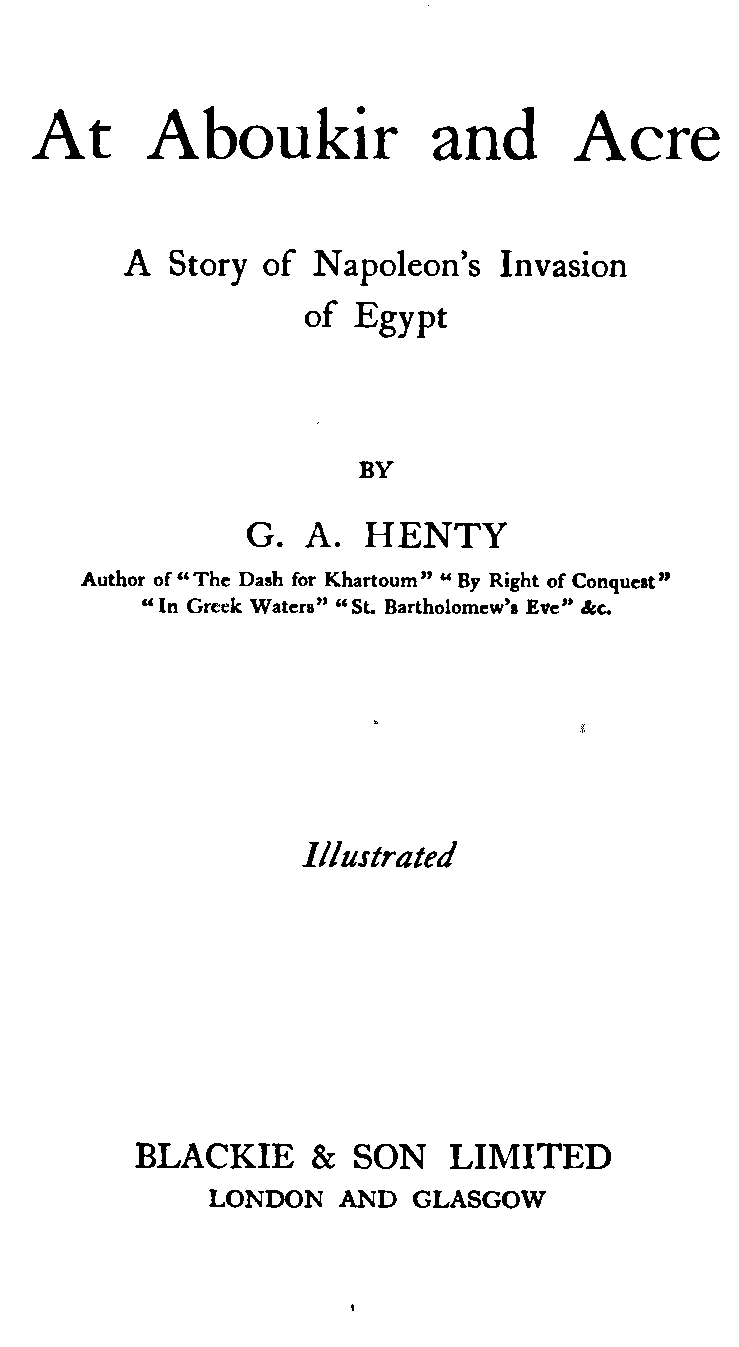 At Aboukir and Acre
A Story of Napoleon's Invasion
of Egypt
BY
G. A. HENTY
Author of "The Dash for Khartoum" "By Right of Conquest"
"In Greek Waters" "St. Bartholomew's Eve" &c.
Illustrated
BLACKIE & SON LIMITED
LONDON AND GLASGOW